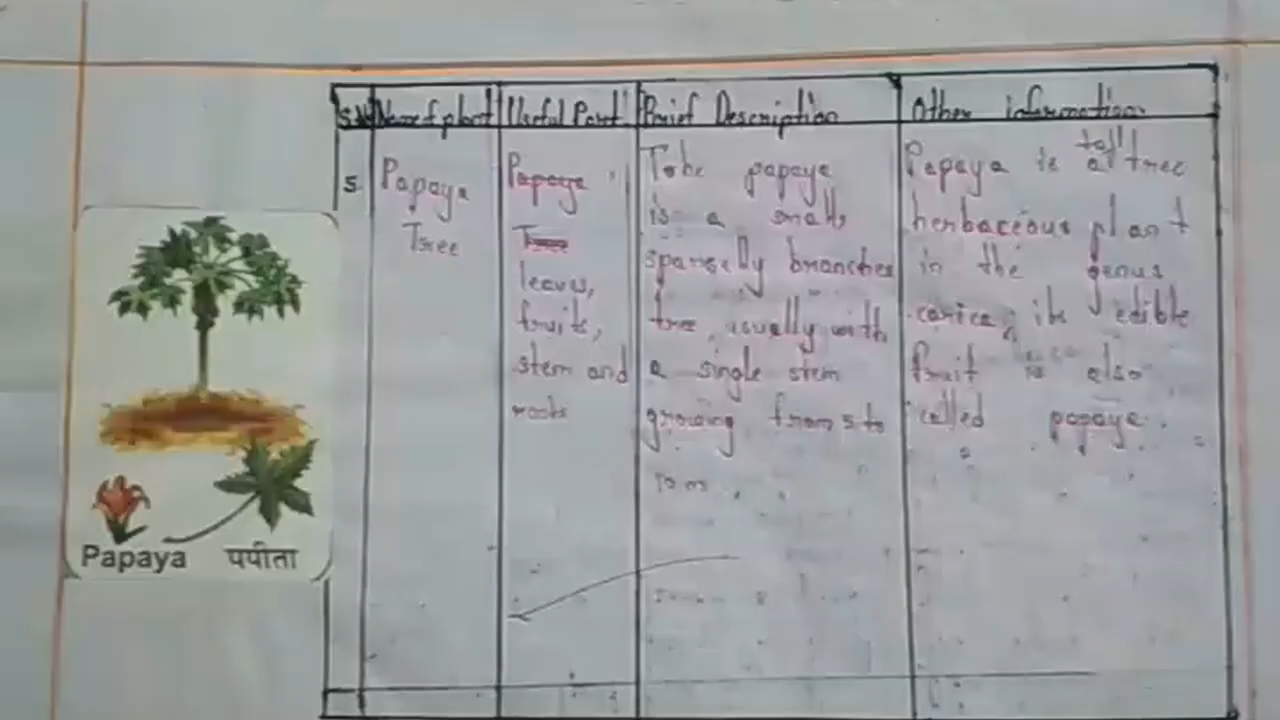 S.No Name of plant Useful Part Brief Description Other information
5. Papaya Tree
Papaya
Tree
leaves,
fruits,
stem and
roots
The papaya
is a small
sparsely branches
tree, usually with
a single stem
growing from 5 to
10 m.
Papaya is a tall tree
herbaceous plant
in the genus
carica; its edible
fruit is also
called papaya.
Papaya पपीता